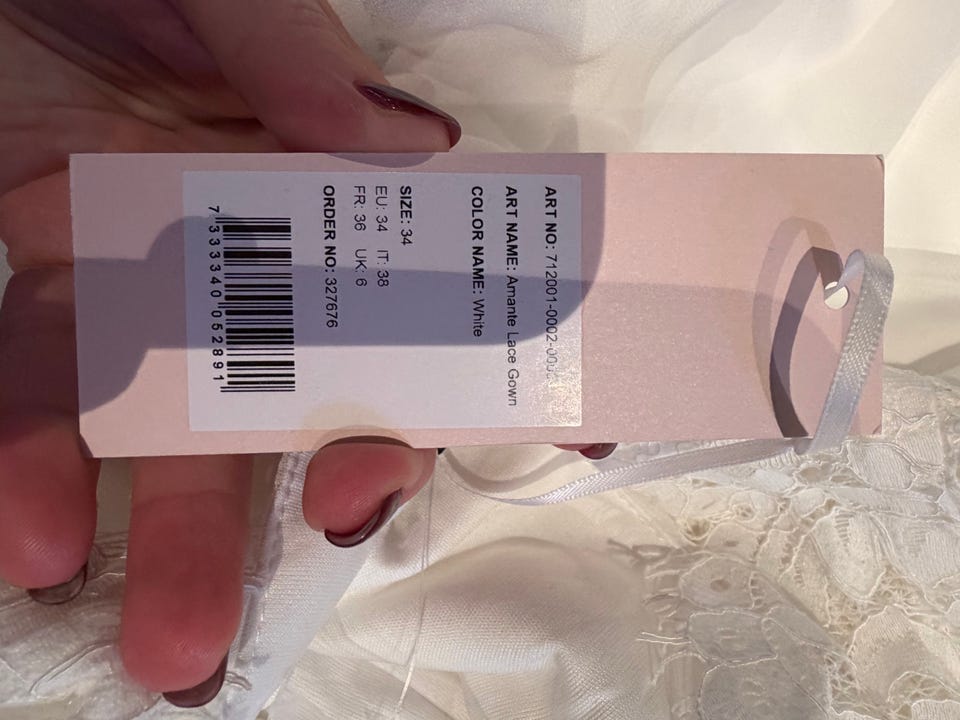 ART NO: 712001-0002-00
ART NAME: Amante Lace Gown
COLOR NAME: White
SIZE: 34
EU: 34 IT: 38
FR: 36 UK: 6
ORDER NO: 327676
7 333340 052891